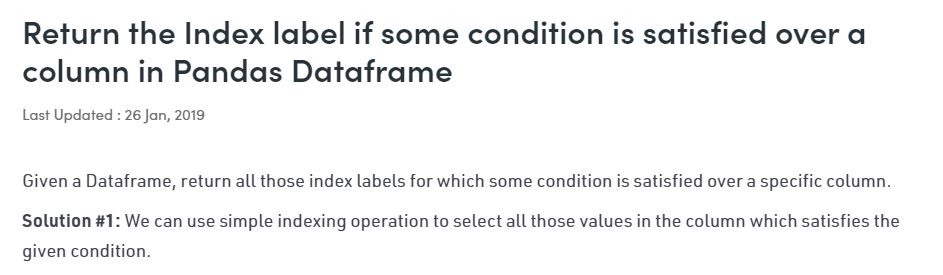 Return the Index label if some condition is satisfied over a
column in Pandas Dataframe
Last Updated : 26 Jan, 2019
Given a Dataframe, return all those index labels for which some condition is satisfied over a specific column.
Solution #1: We can use simple indexing operation to select all those values in the column which satisfies the
given condition.